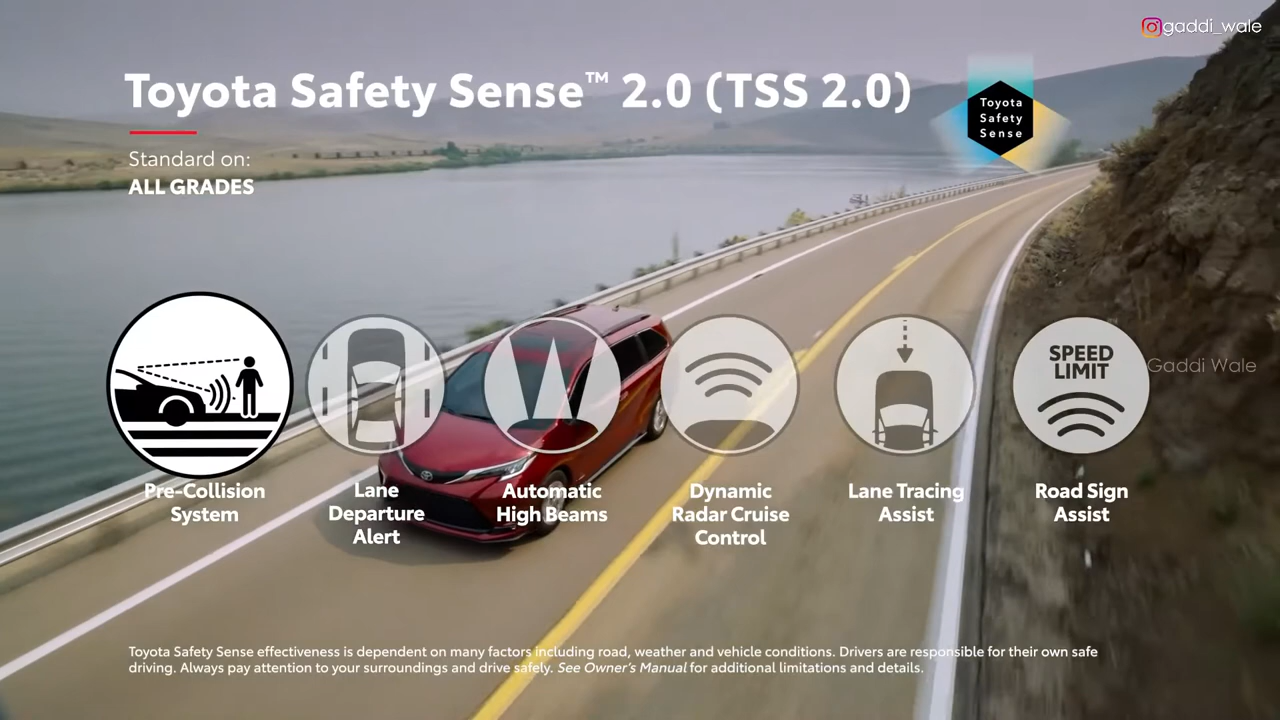 gaddi_wale
Toyota Safety Sense™ 2.0 (TSS 2.0)
Toyota
Safety
Sense
Standard on:
ALL GRADES
SPEED
LIMIT
Gaddi Wale
Pre-Collision
System
Lane
Departure
Alert
Automatic
High Beams
Dynamic
Radar Cruise
Control
Lane Tracing
Assist
Road Sign
Assist
Toyota Safety Sense effectiveness is dependent on many factors including road, weather and vehicle conditions. Drivers are responsible for their own safe
driving. Always pay attention to your surroundings and drive safely. See Owner's Manual for additional limitations and details.